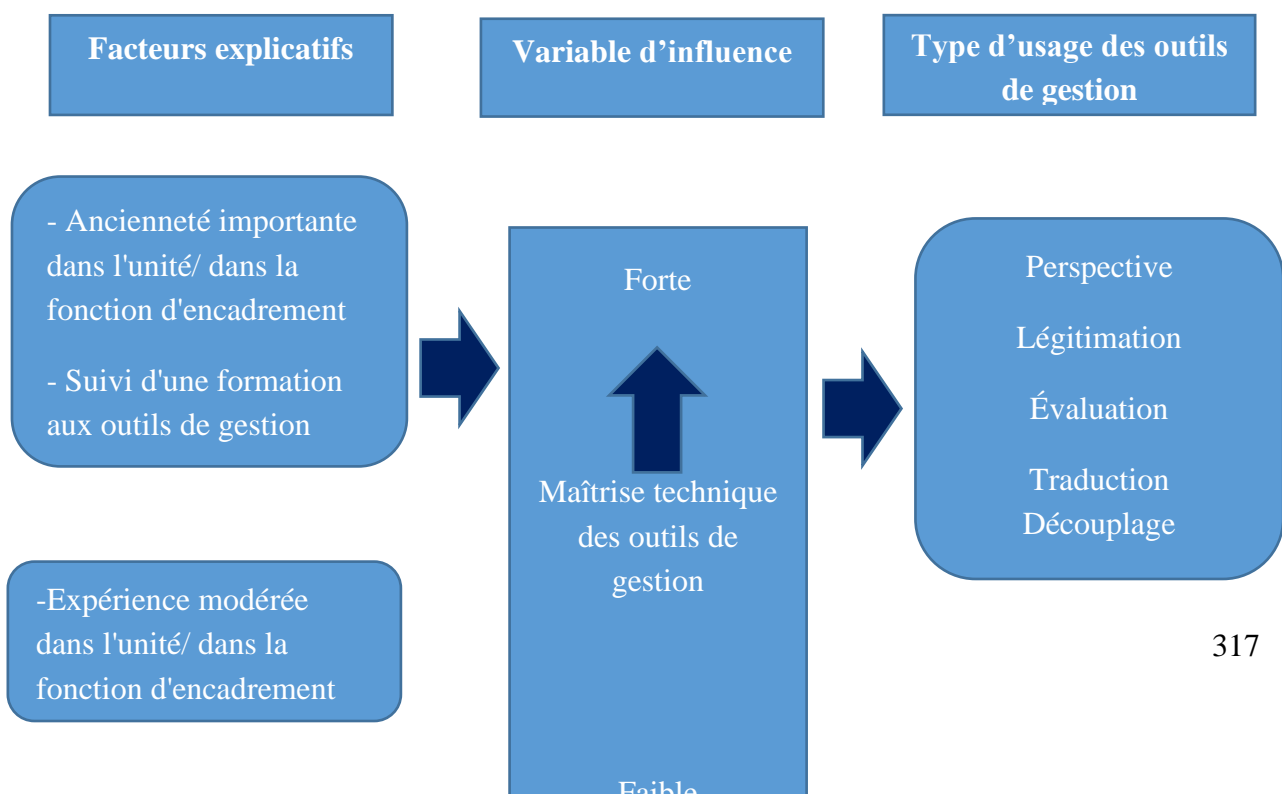 Facteurs explicatifs
Variable d'influence
Type d'usage des outils
de gestion
- Ancienneté importante
dans l'unité/ dans la
fonction d'encadrement
- Suivi d'une formation
aux outils de gestion
-Expérience modérée
dans l'unité/ dans la
fonction d'encadrement
Forte
Maîtrise technique
des outils de
gestion
Faible
Perspective
Légitimation
Évaluation
Traduction
Découplage
317